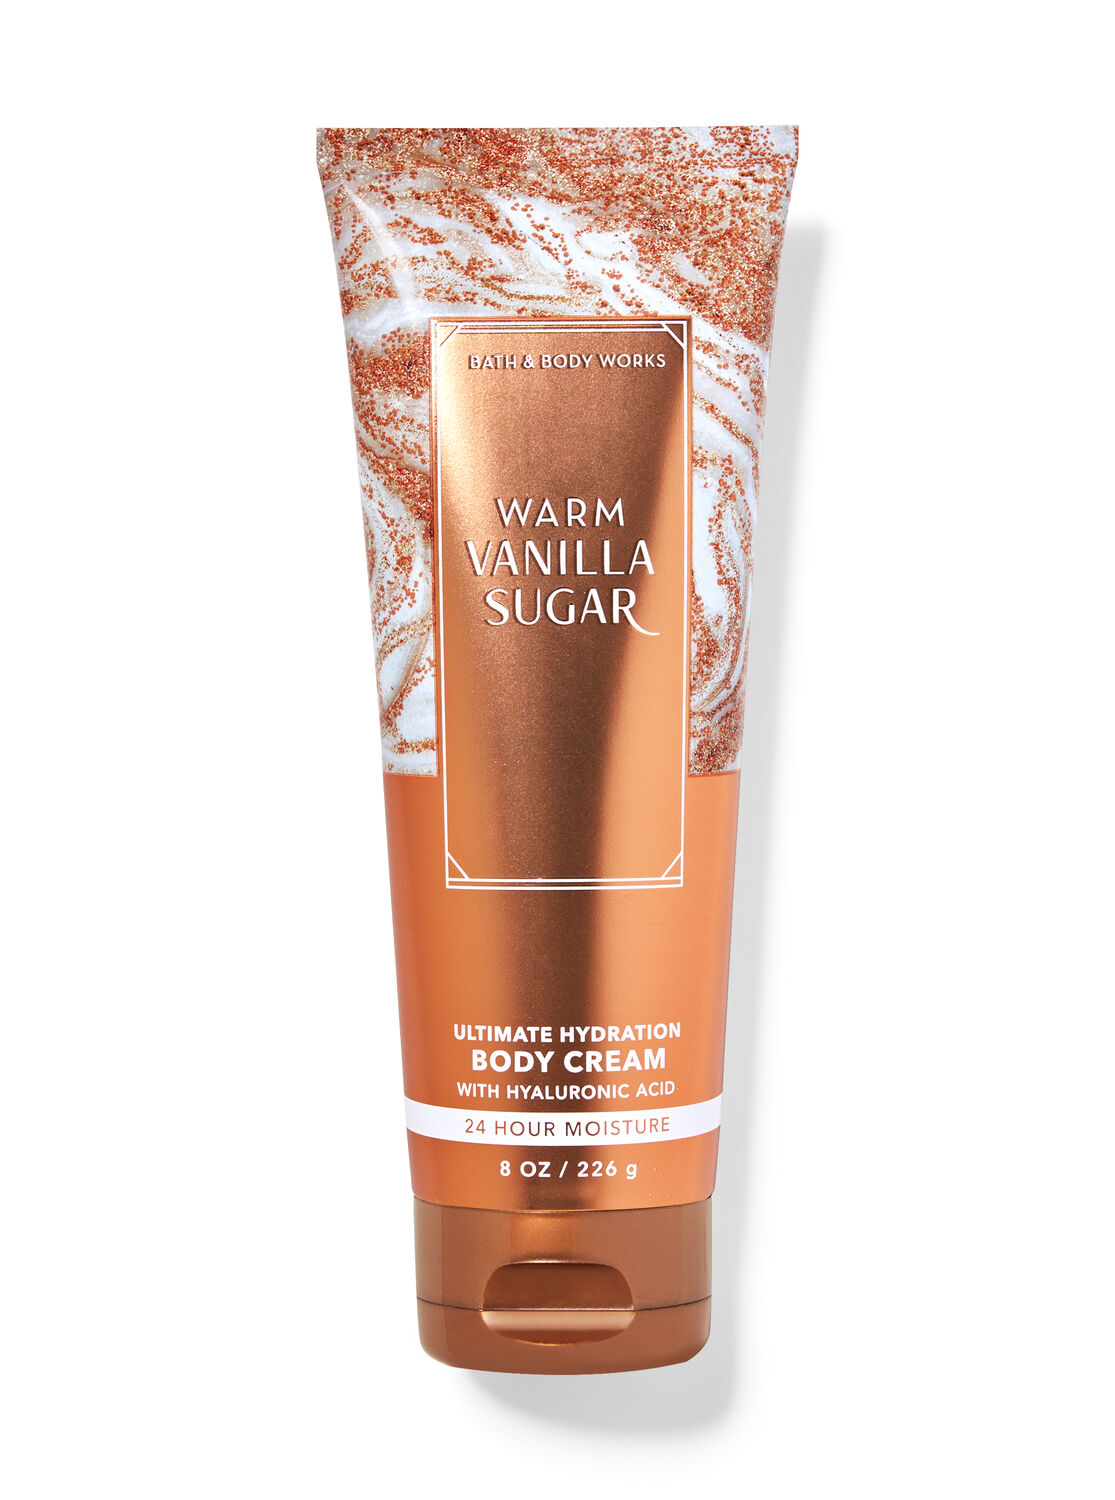 BATH & BODY WORKS
WARM
VANILLA
SUGAR
ULTIMATE HYDRATION
BODY CREAM
WITH HYALURONIC ACID
24 HOUR MOISTURE
8 OZ / 226 g